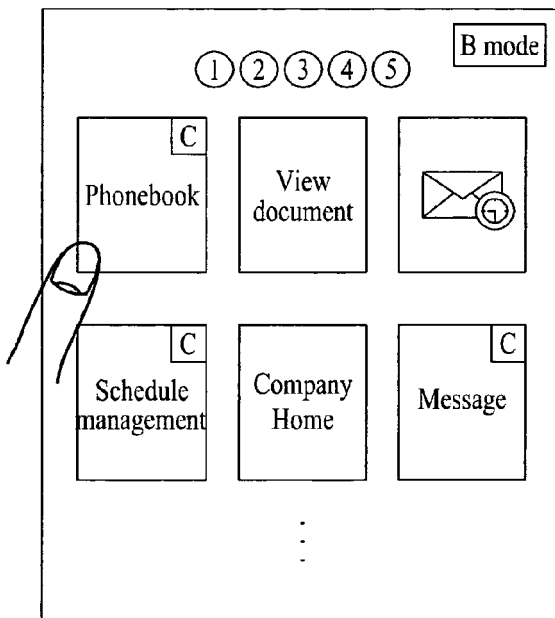 B mode
1 2 3 4 5
C
Phonebook
View
document
C
Schedule
management
Company
Home
C
Message